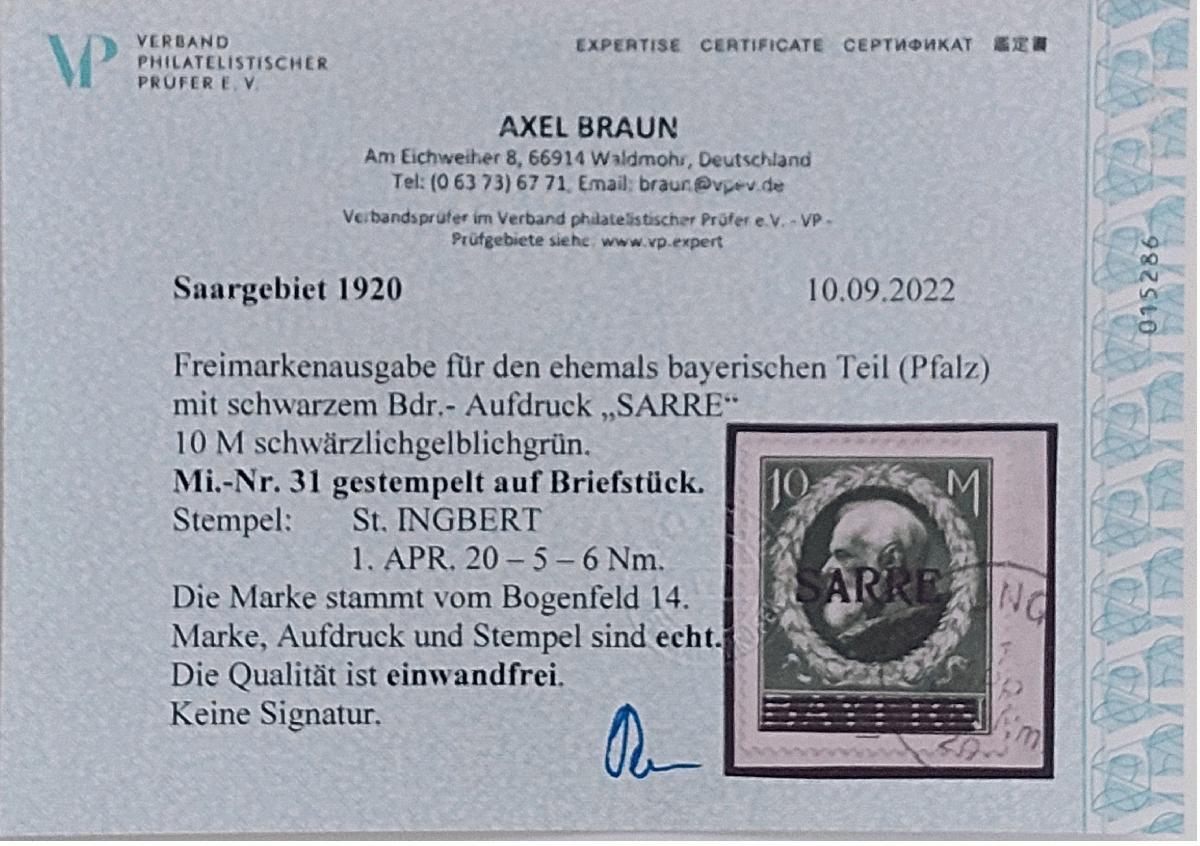 VP
VERBAND
PHILATELISTISCHER
PRÜFER E. V.
EXPERTISE CERTIFICATE СЕРТИФИКАТ 鑑定書
AXEL BRAUN
Am Eichweiher 8, 66914 Waldmohr, Deutschland
Tel: (0 63 73) 67 71, Email: braun@vpev.de
Verbandsprüfer im Verband philatelistischer Prüfer e.V. - VP -
Prüfgebiete siehe: www.vp.expert
Saargebiet 1920
10.09.2022
015286
Freimarkenausgabe für den ehemals bayerischen Teil (Pfalz)
mit schwarzem Bdr.- Aufdruck „SARRE“
10 M schwärzlichgelblichgrün.
Mi.-Nr. 31 gestempelt auf Briefstück.
Stempel: St. INGBERT
1. APR. 20 – 5 – 6 Nm.
Die Marke stammt vom Bogenfeld 14.
Marke, Aufdruck und Stempel sind echt.
Die Qualität ist einwandfrei.
Keine Signatur.
10 M
SARRE
BAYERN
ING